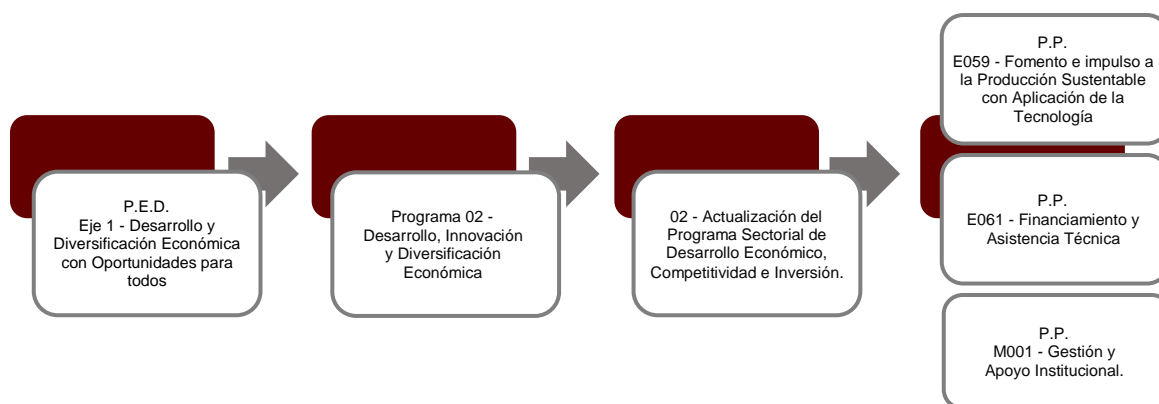 P.E.D.
Eje 1 - Desarrollo y
Diversificación Económica
con Oportunidades para
todos
Programa 02 -
Desarrollo, Innovación
y Diversificación
Económica
02 - Actualización del
Programa Sectorial de
Desarrollo Económico,
Competitividad e Inversión.
P.P.
E059 - Fomento e impulso a
la Producción Sustentable
con Aplicación de la
Tecnología
P.P.
E061 - Financiamiento y
Asistencia Técnica
P.P.
M001 - Gestión y
Apoyo Institucional.